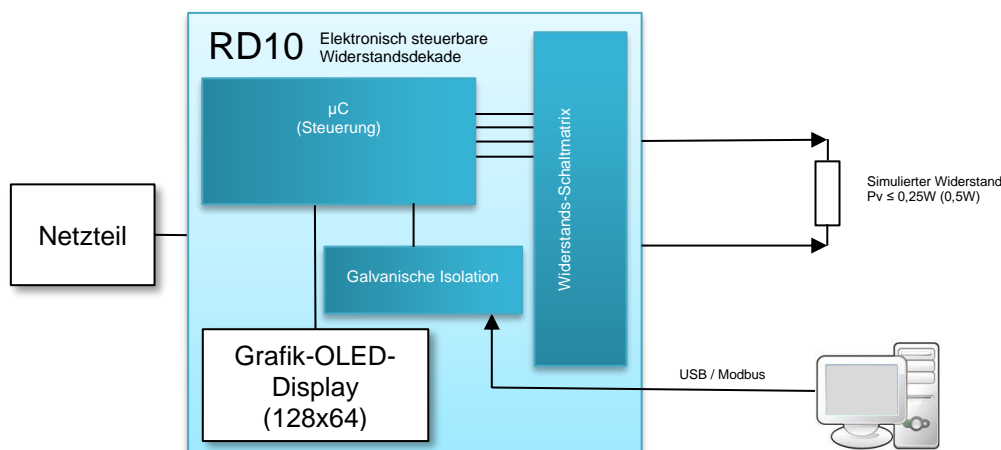 RD10
Elektronisch steuerbare
Widerstandsdekade
µC
(Steuerung)
Widerstands-Schaltmatrix
Simulierter Widerstand
Pv ≤ 0,25W (0,5W)
Netzteil
Galvanische Isolation
Grafik-OLED-
Display
(128x64)
USB / Modbus